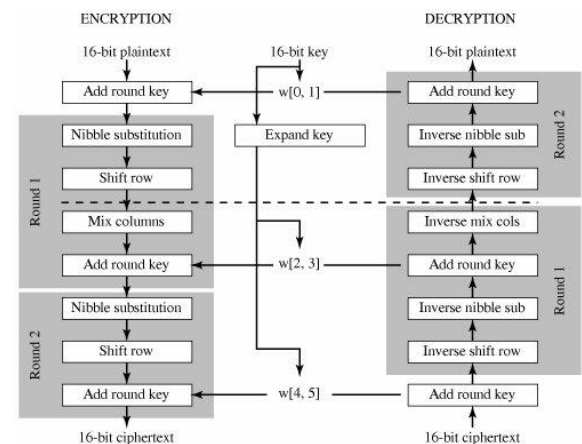 ENCRYPTION
DECRYPTION
16-bit plaintext
16-bit key
16-bit plaintext
Add round key
w[0, 1]
Add round key
Nibble substitution
Expand key
Inverse nibble sub
Round 2
Round 1
Shift row
Inverse shift row
Mix columns
Inverse mix cols
Add round key
w[2, 3]
Add round key
Round 1
Nibble substitution
Inverse nibble sub
Round 2
Shift row
Inverse shift row
Add round key
w[4, 5]
Add round key
16-bit ciphertext
16-bit ciphertext